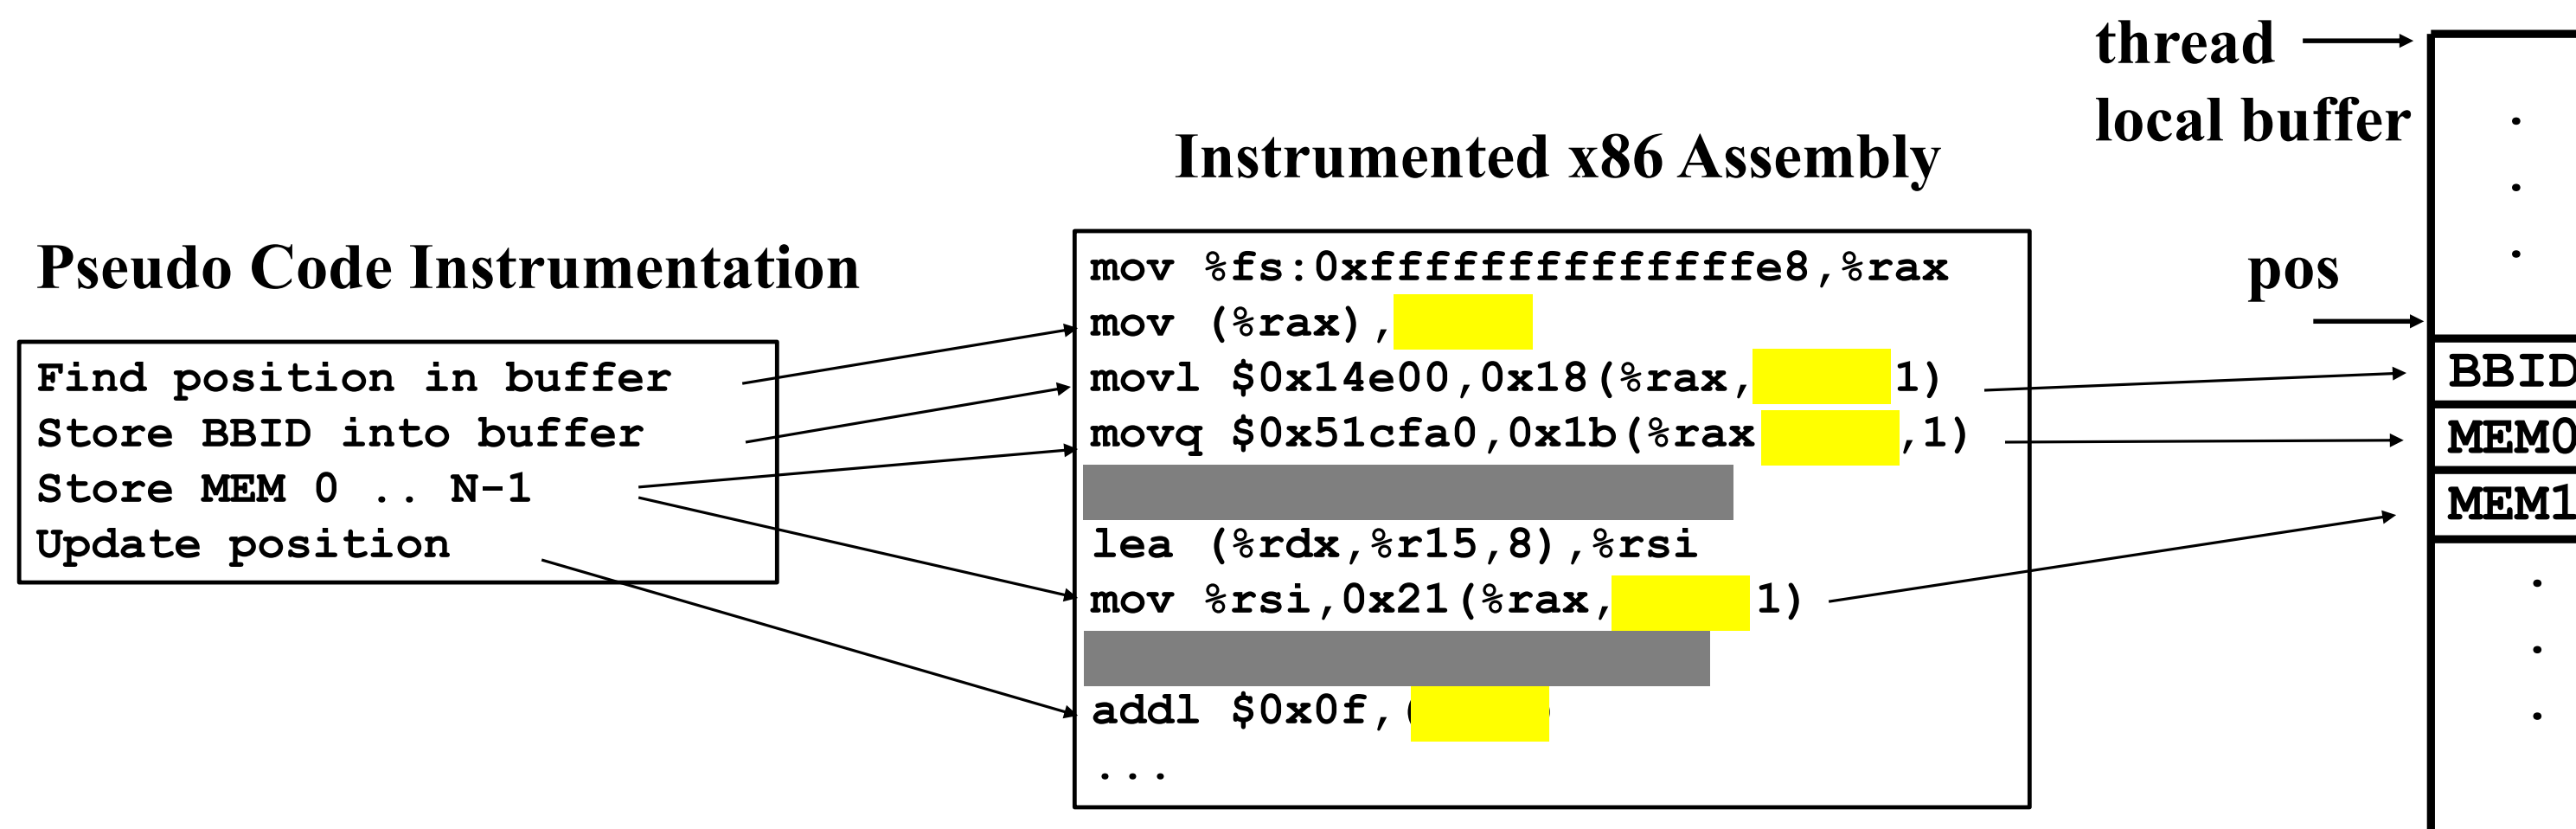 Pseudo Code Instrumentation
Find position in buffer
Store BBID into buffer
Store MEM 0 .. N-1
Update position
Instrumented x86 Assembly
mov %fs:0xffffffffffffffe8,%rax
mov (%rax),
movl $0x14e00,0x18(%rax, 1)
movq $0x51cfa0,0x1b(%rax ,1)
lea (%rdx,%r15,8),%rsi
mov %rsi,0x21(%rax, 1)
addl $0x0f,(
...
thread
local buffer
pos
BBID
MEM0
MEM1